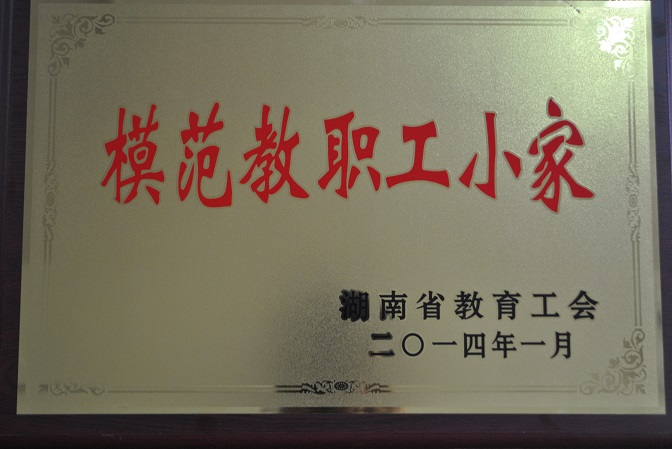 模范教职工小家
湖南省教育工会
二〇一四年一月